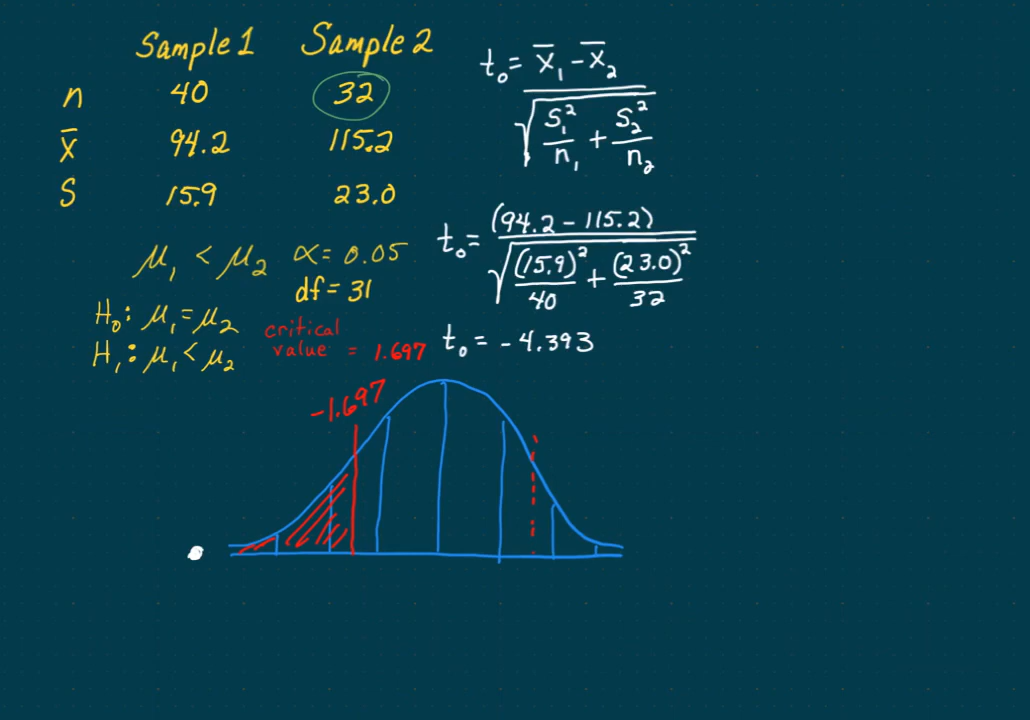 Sample 1 Sample 2
n 40 32
x̄ 94.2 115.2
S 15.9 23.0
μ₁ < μ₂ α = 0.05
df = 31
H₀: μ₁ = μ₂
H₁: μ₁ < μ₂
critical
value = 1.697
t₀ = (x̄₁ - x̄₂) / √(S₁²/n₁ + S₂²/n₂)
t₀ = (94.2 - 115.2) / √((15.9)²/40 + (23.0)²/32)
t₀ = -4.393
-1.697